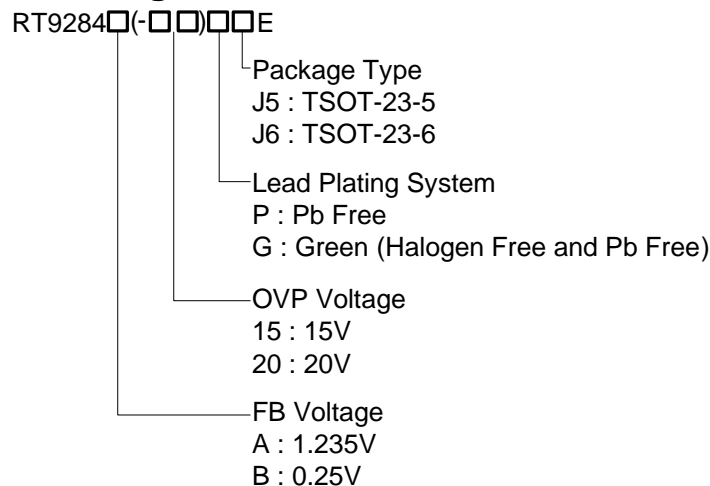 RT9284□(-□□)□□E
Package Type
J5 : TSOT-23-5
J6 : TSOT-23-6
Lead Plating System
P : Pb Free
G : Green (Halogen Free and Pb Free)
OVP Voltage
15 : 15V
20 : 20V
FB Voltage
A : 1.235V
B : 0.25V